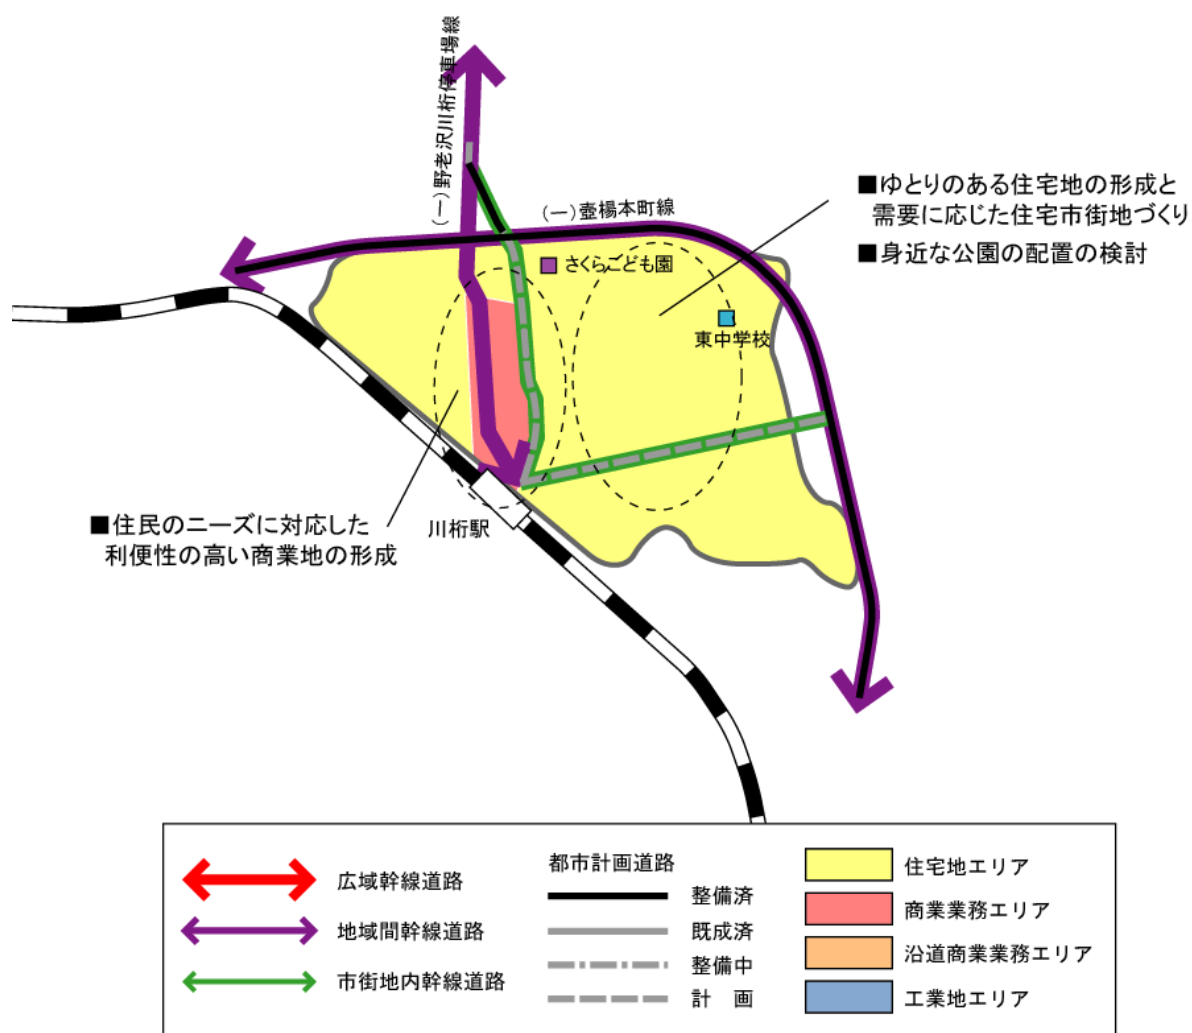 (一)野老沢川桁停車場線
(一)壺楊本町線
■ゆとりのある住宅地の形成と
需要に応じた住宅市街地づくり
■身近な公園の配置の検討
さくらこども園
東中学校
■住民のニーズに対応した
利便性の高い商業地の形成
川桁駅
広域幹線道路
地域間幹線道路
市街地内幹線道路
都市計画道路
整備済
既成済
整備中
計 画
住宅地エリア
商業業務エリア
沿道商業業務エリア
工業地エリア